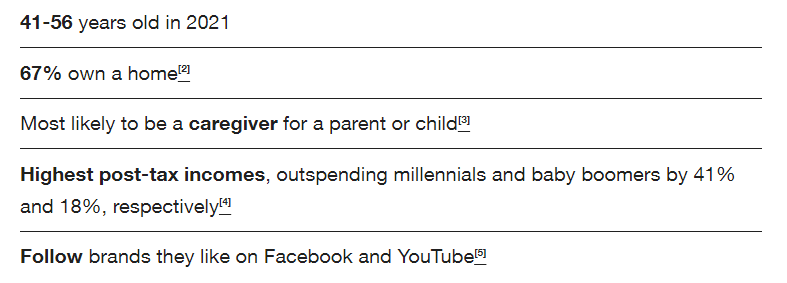 41-56 years old in 2021
67% own a home[2]
Most likely to be a caregiver for a parent or child[3]
Highest post-tax incomes, outspending millennials and baby boomers by 41%
and 18%, respectively[4]
Follow brands they like on Facebook and YouTube[5]